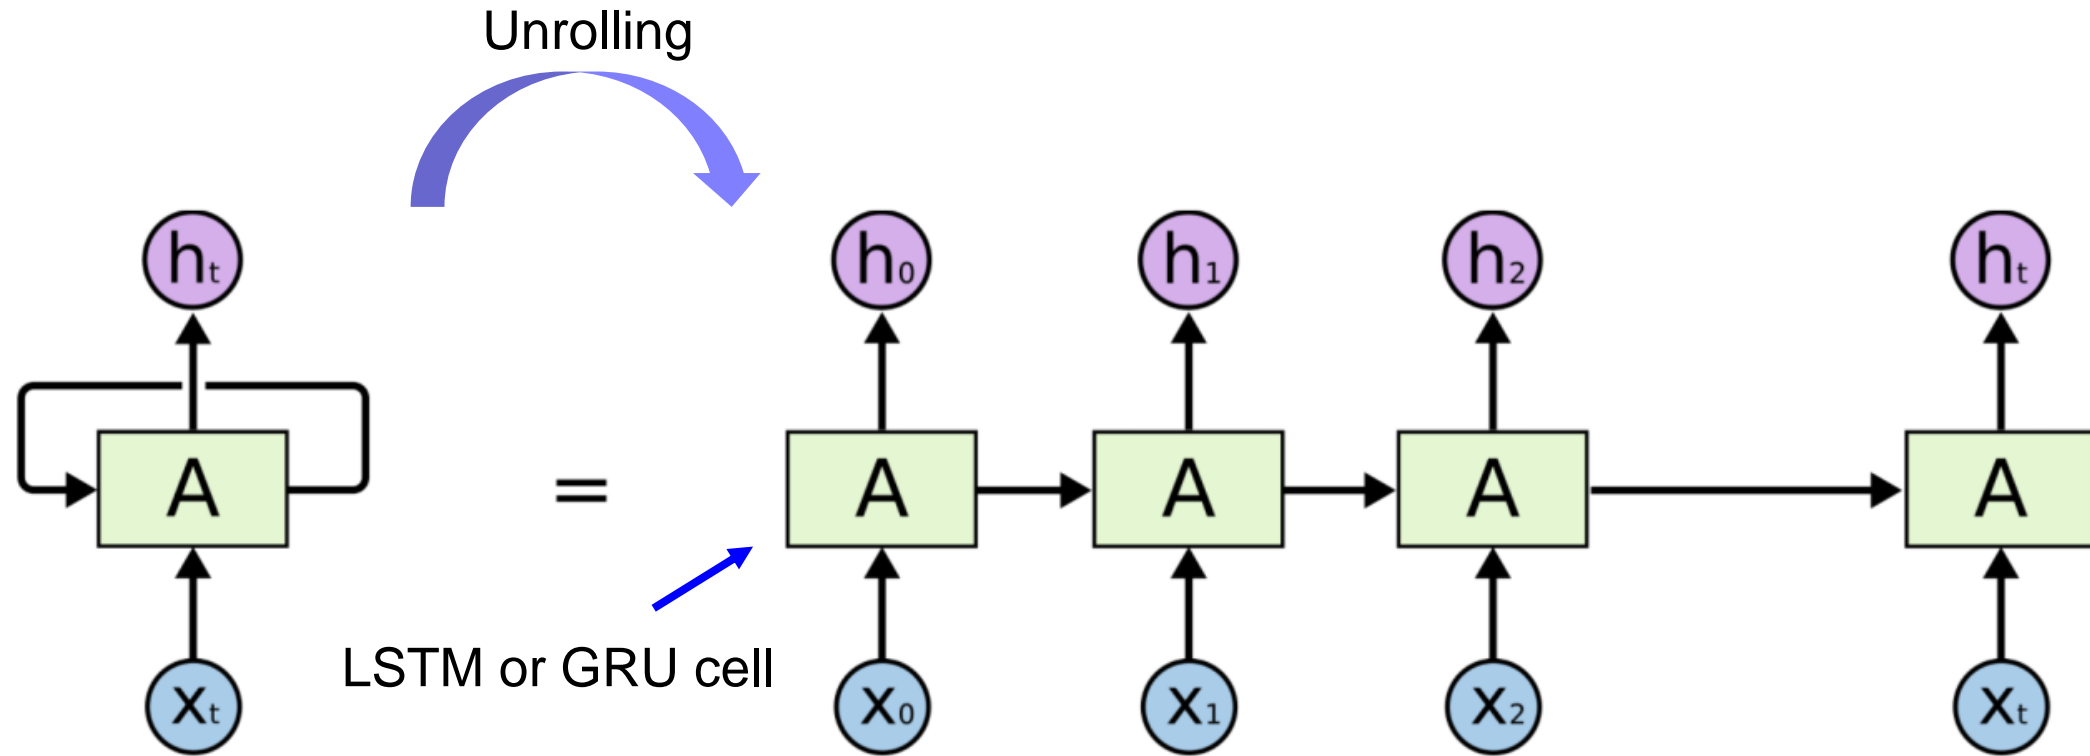 Unrolling
ht h0 h1 h2 ht
A = A A A A
LSTM or GRU cell
xt x0 x1 x2 xt